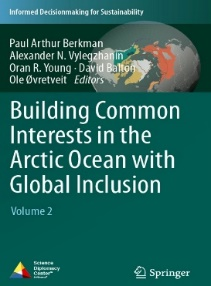 Informed Decisionmaking for Sustainability
Paul Arthur Berkman
Alexander N. Vylegzhanin
Oran R. Young · David Balton
Ole Øvretveit Editors
Building Common
Interests in the
Arctic Ocean with
Global Inclusion
Volume 2
Science
Diplomacy
Center
Springer